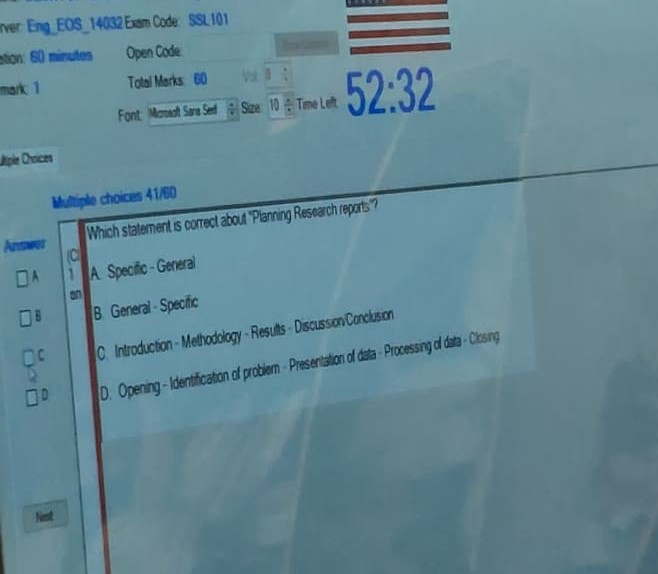 Eng_EOS_14032 Exam Code: SSL101
60 minutes Open Code:
mark: 1 Total Marks: 60 Vol: 8
Font: Microsoft Sans Serif Size: 10 Time Left: 52:32
Choices
Multiple choices 41/60
Answer
Which statement is correct about "Planning Research reports"?
A A. Specific - General
B B. General - Specific
C C. Introduction - Methodology - Results - Discussion/Conclusion
D D. Opening - Identification of problem - Presentation of data - Processing of data - Closing
Next